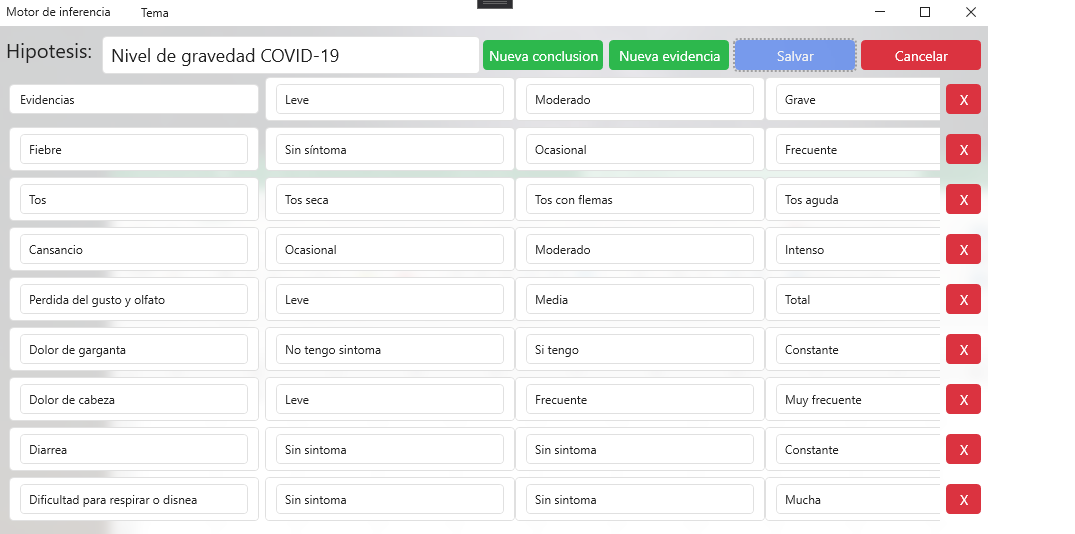 Motor de inferencia Tema
Hipotesis: Nivel de gravedad COVID-19 Nueva conclusion Nueva evidencia Salvar Cancelar
Evidencias Leve Moderado Grave X
Fiebre Sin síntoma Ocasional Frecuente X
Tos Tos seca Tos con flemas Tos aguda X
Cansancio Ocasional Moderado Intenso X
Perdida del gusto y olfato Leve Media Total X
Dolor de garganta No tengo sintoma Si tengo Constante X
Dolor de cabeza Leve Frecuente Muy frecuente X
Diarrea Sin sintoma Sin sintoma Constante X
Dificultad para respirar o disnea Sin sintoma Sin sintoma Mucha X